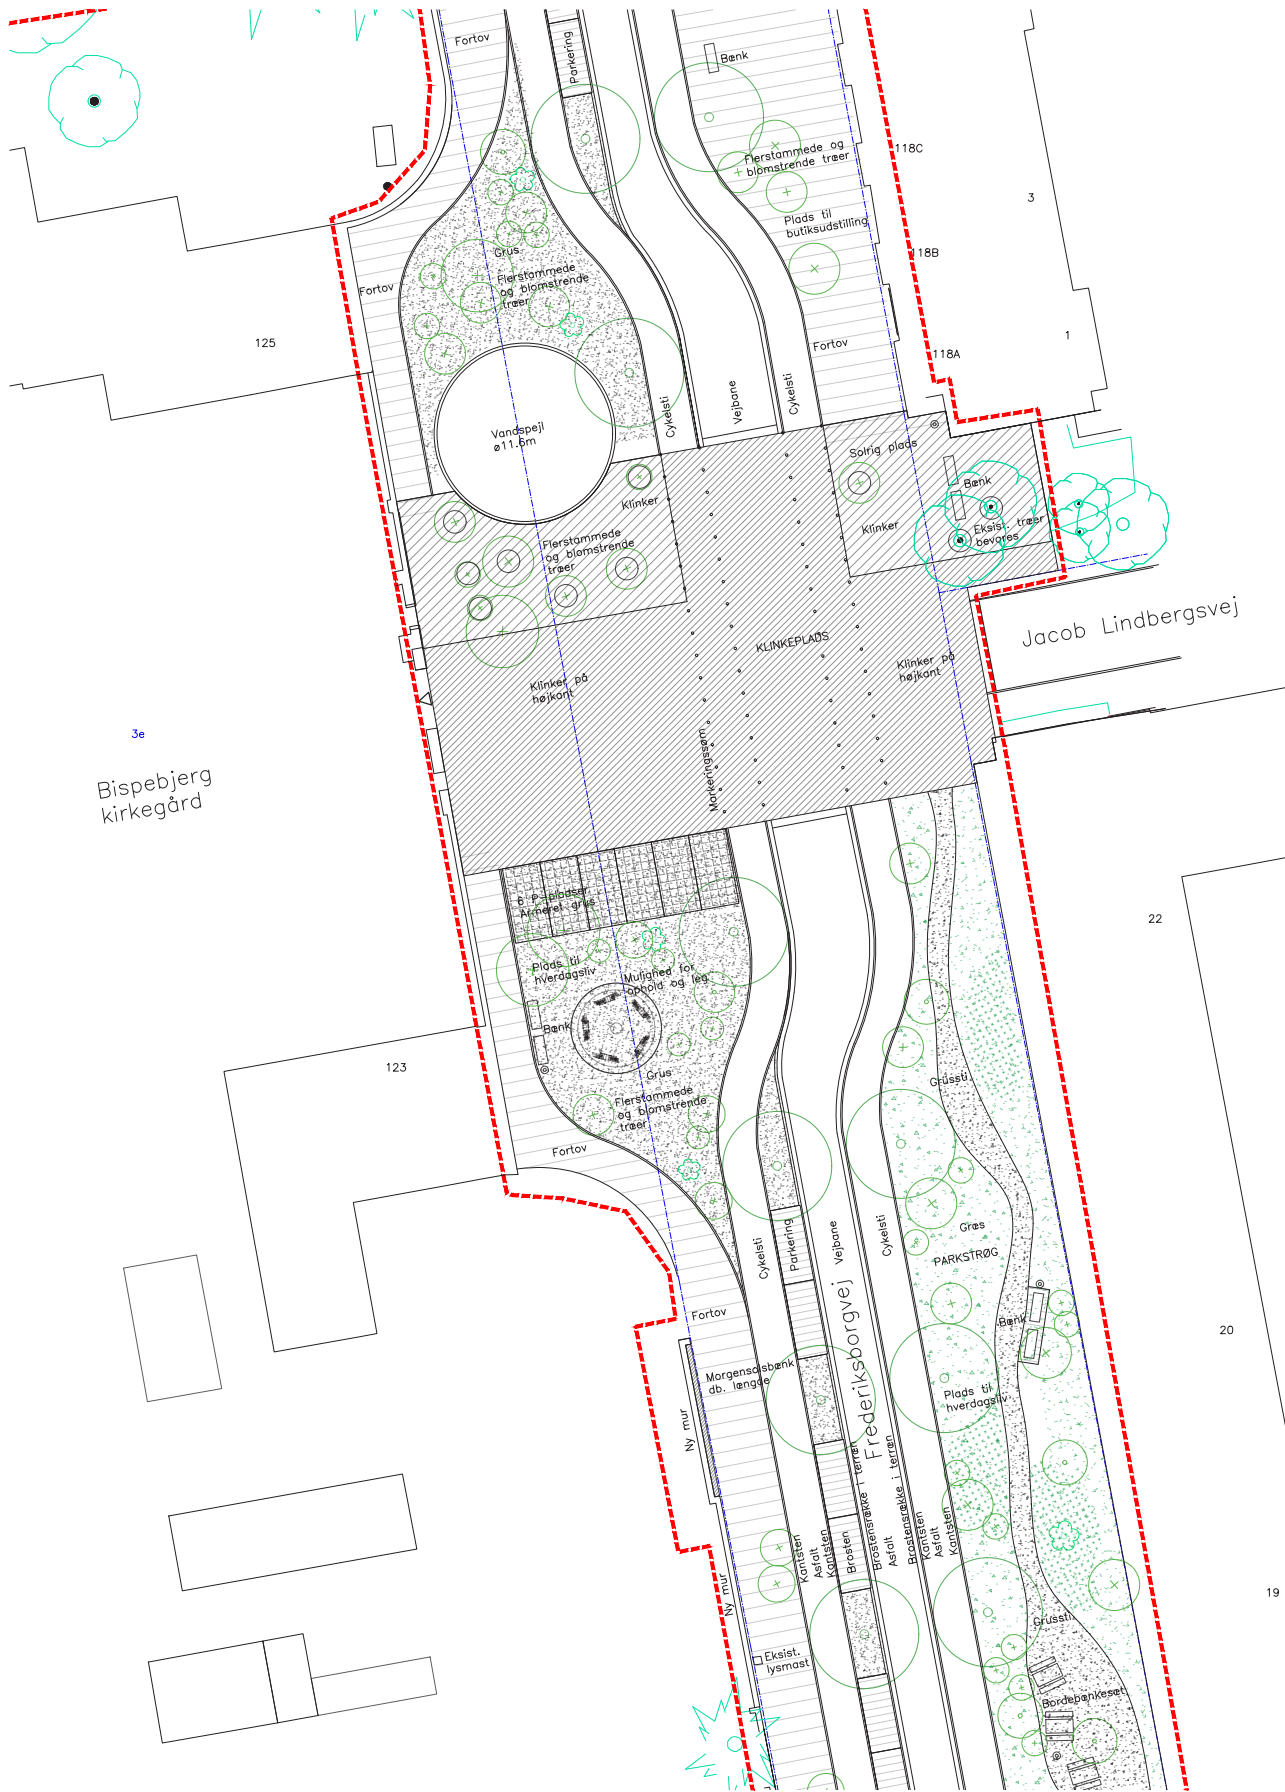 Fortov
Parkering
Bænk
Flerstammede og
blomstrende træer
118C
3
Plads til
butiksudstilling
118B
Grus
Flerstammede
og blomstrende
træer
Fortov
125
Fortov
118A
1
Cykelsti
Vejbane
Cykelsti
Vandspejl
ø11.6m
Solrig plads
Bænk
Klinker
Klinker
Eksist. træer
bevares
Flerstammede
og blomstrende
træer
Jacob Lindbergsvej
KLINKEPLADS
Klinker på
højkant
Klinker på
højkant
3e
Bispebjerg
kirkegård
Markeringssøm
6 P-pladser
Armeret grus
22
Plads til
hverdagsliv
Mulighed for
ophold og leg
Bænk
123
Grus
Flerstammede
og blomstrende
træer
Grussti
Fortov
Cykelsti
Parkering
Vejbane
Cykelsti
Græs
PARKSTRØG
Fortov
Frederiksborgvej
Bænk
20
Morgensolsbænk
db. længde
Plads til
hverdagsliv
Ny mur
Kantsten
Asfalt
Kantsten
Brosten
Brostensrække i terræn
Asfalt
Brostensrække i terræn
Kantsten
Asfalt
Kantsten
Ny mur
19
Grussti
Eksist.
lysmast
Bordebænkesæt